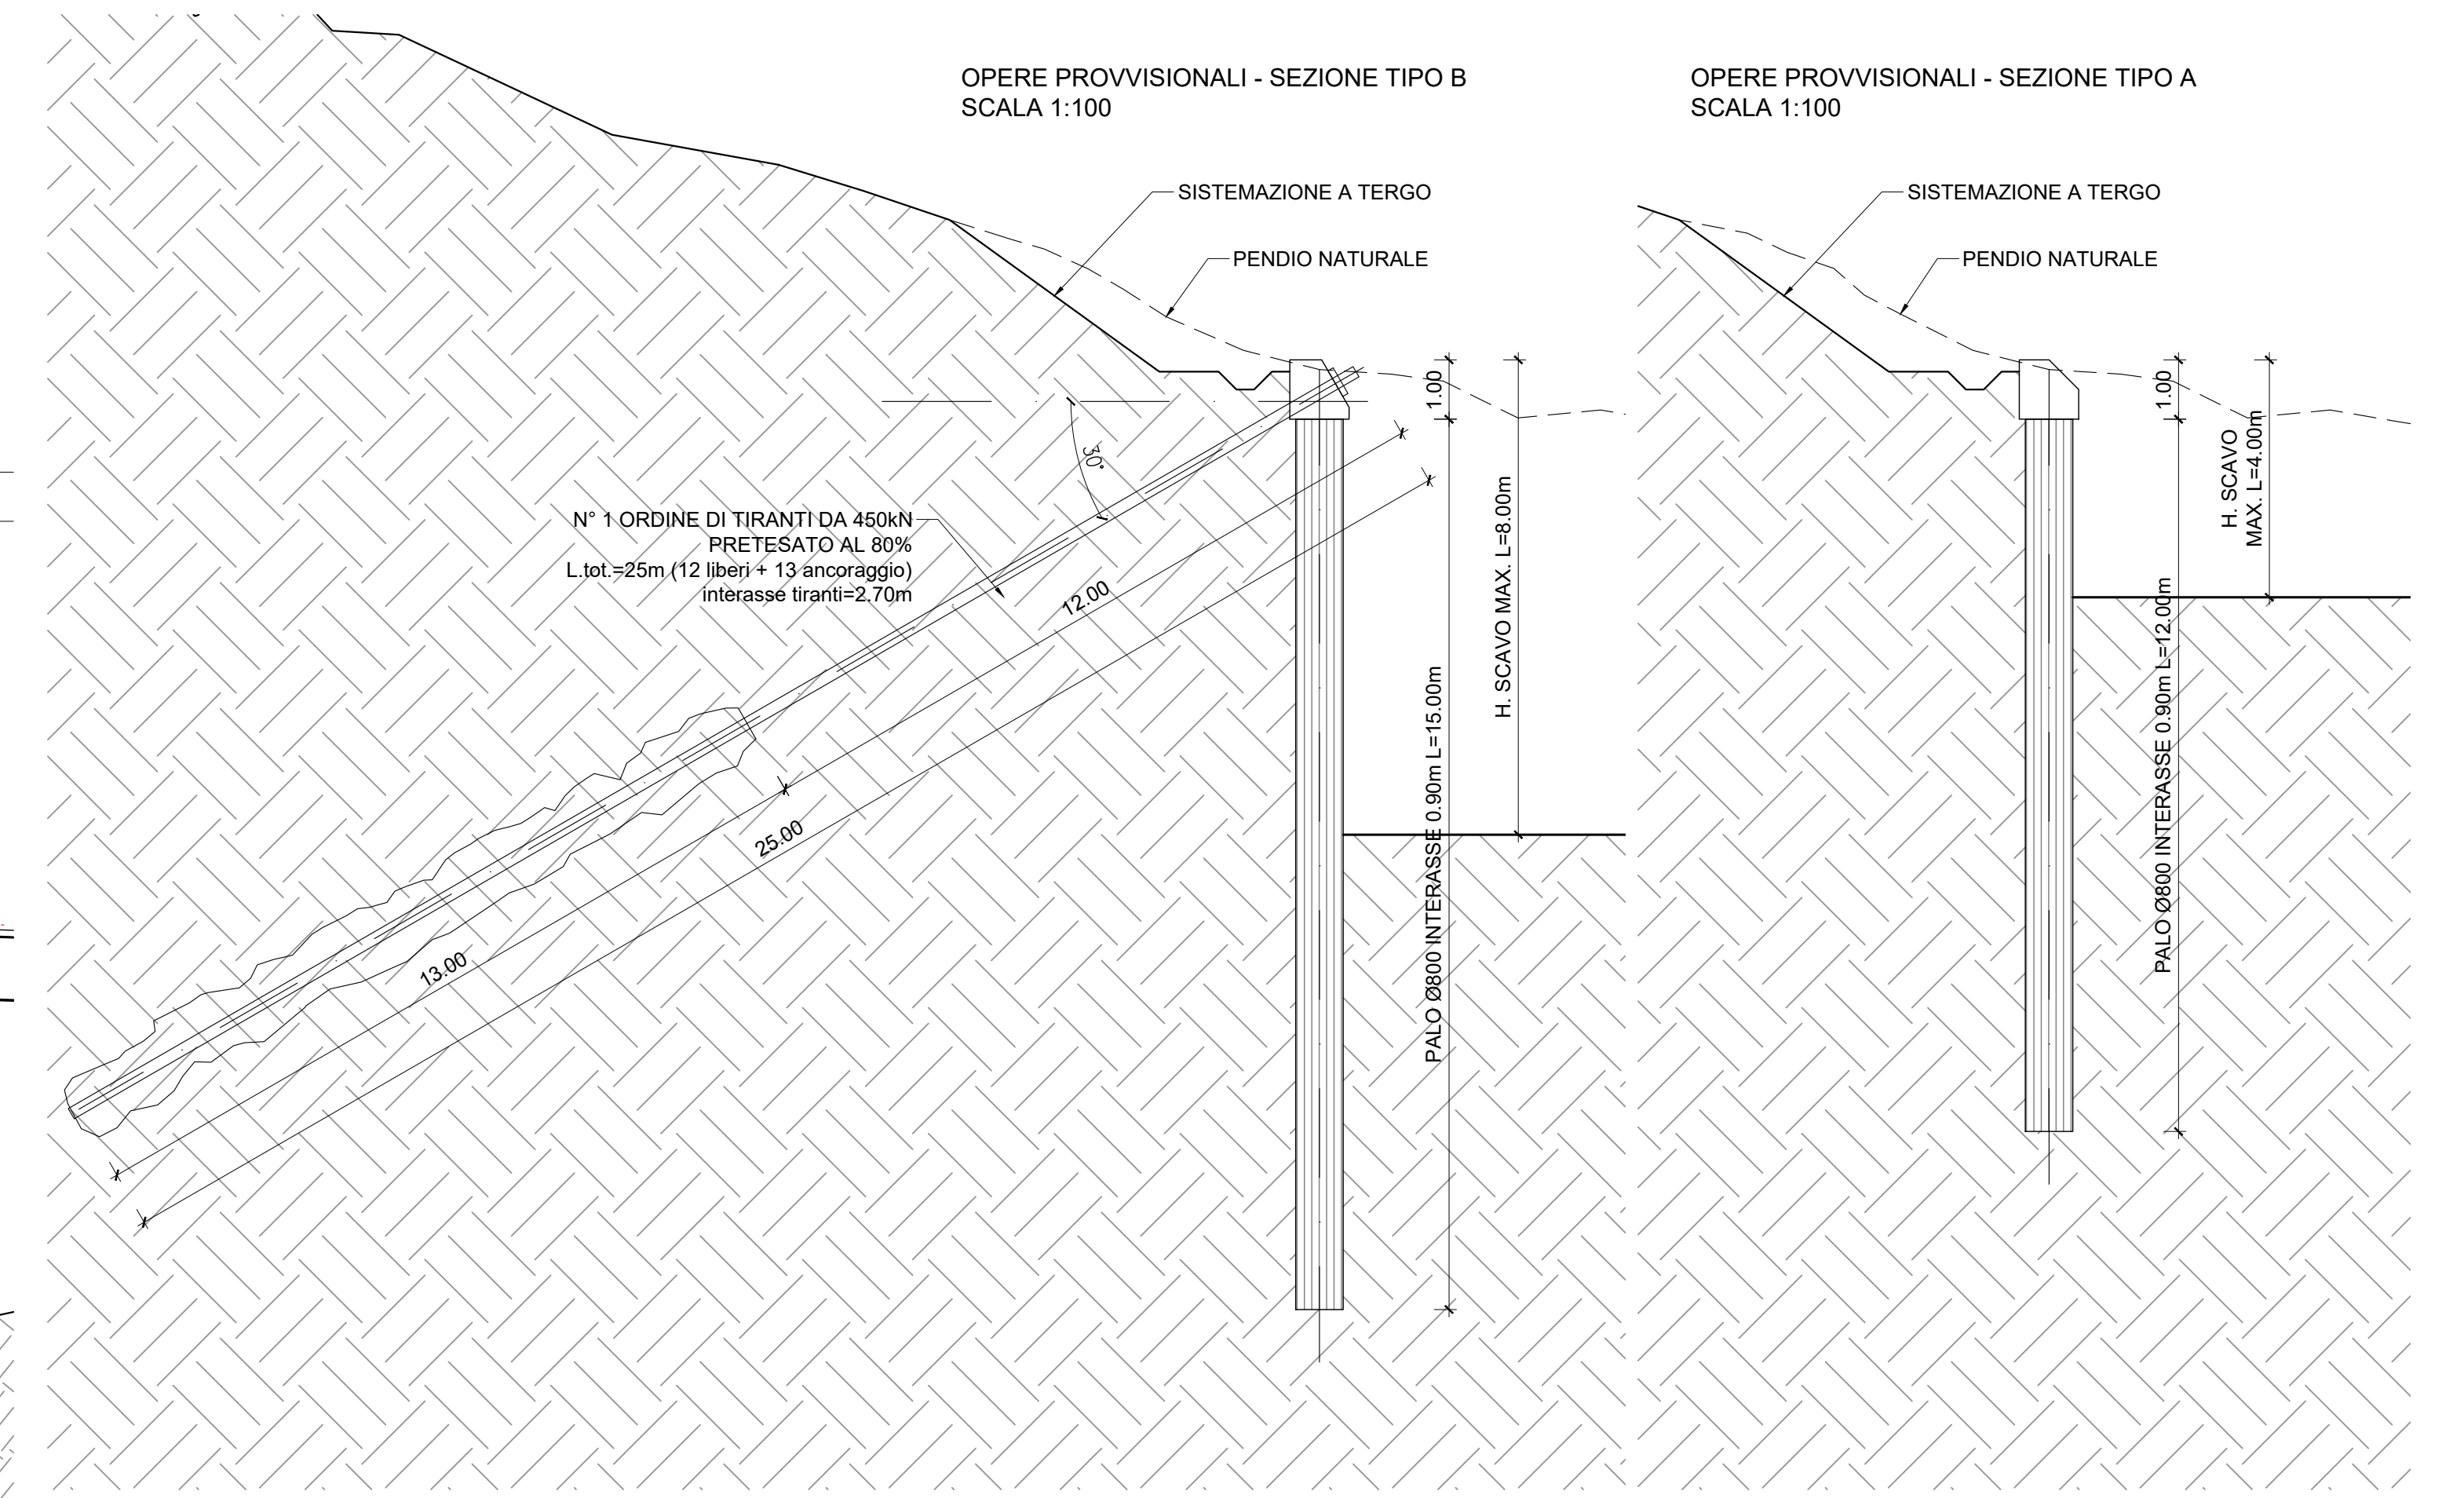 OPERE PROVVISIONALI - SEZIONE TIPO B
SCALA 1:100
SISTEMAZIONE A TERGO
PENDIO NATURALE
30°
N° 1 ORDINE DI TIRANTI DA 450kN
PRETESATO AL 80%
L.tot.=25m (12 liberi + 13 ancoraggio)
interasse tiranti=2.70m
12.00
25.00
13.00
1.00
PALO Ø800 INTERASSE 0.90m L=15.00m
H. SCAVO MAX. L=8.00m
OPERE PROVVISIONALI - SEZIONE TIPO A
SCALA 1:100
SISTEMAZIONE A TERGO
PENDIO NATURALE
1.00
PALO Ø800 INTERASSE 0.90m L=12.00m
H. SCAVO
MAX. L=4.00m